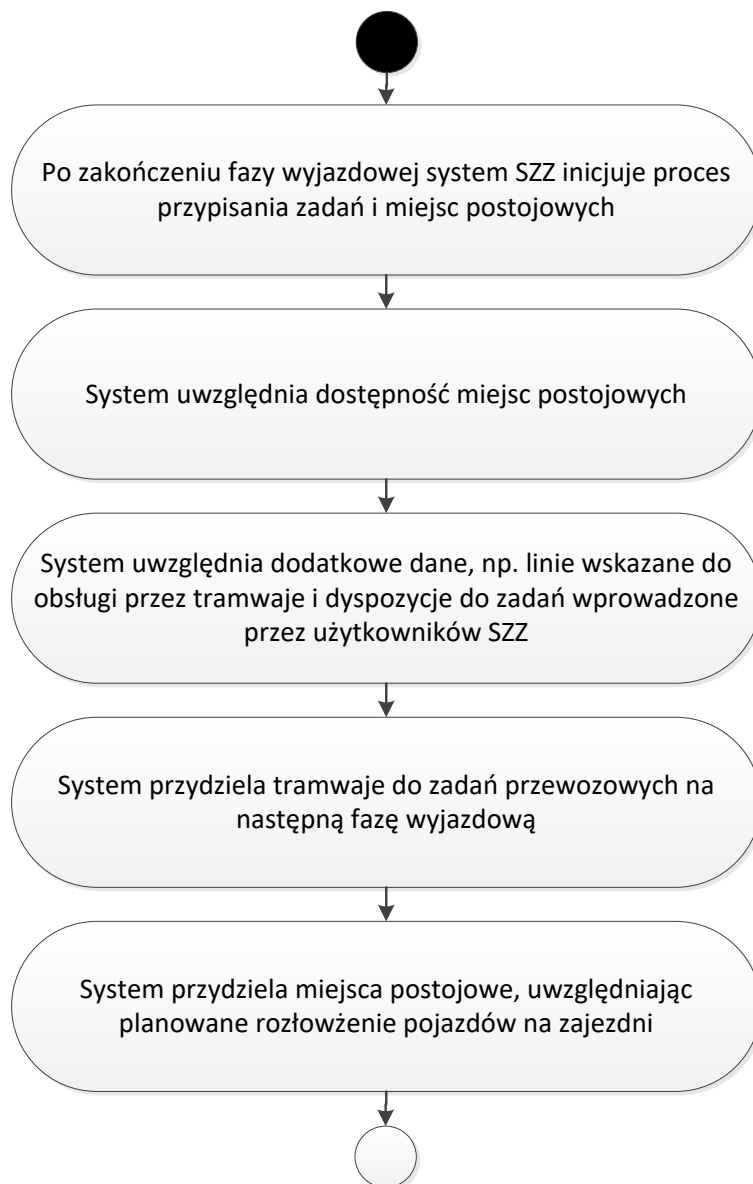 Po zakończeniu fazy wyjazdowej system SZZ inicjuje proces
przypisania zadań i miejsc postojowych
System uwzględnia dostępność miejsc postojowych
System uwzględnia dodatkowe dane, np. linie wskazane do
obsługi przez tramwaje i dyspozycje do zadań wprowadzone
przez użytkowników SZZ
System przydziela tramwaje do zadań przewozowych na
następną fazę wyjazdową
System przydziela miejsca postojowe, uwzględniając
planowane rozłowżenie pojazdów na zajezdni